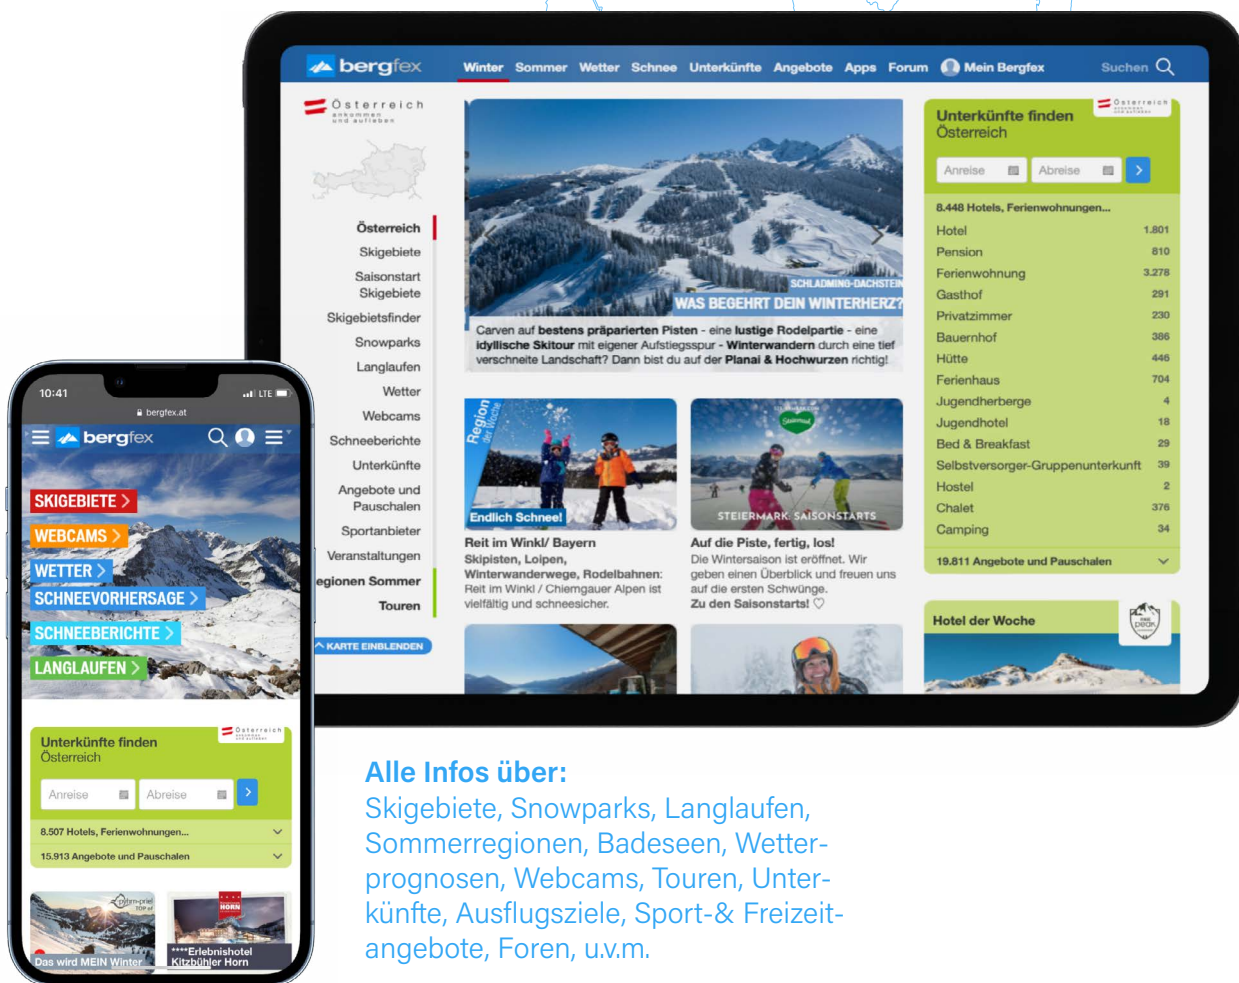 bergfex
Winter Sommer Wetter Schnee Unterkünfte Angebote Apps Forum Mein Bergfex Suchen
Österreich
ankommen
und aufleben
Österreich
Skigebiete
Saisonstart
Skigebiete
Skigebietsfinder
Snowparks
Langlaufen
Wetter
Webcams
Schneeberichte
Unterkünfte
Angebote und
Pauschalen
Sportanbieter
Veranstaltungen
egionen Sommer
Touren
KARTE EINBLENDEN
SCHLADMING-DACHSTEIN
WAS BEGEHRT DEIN WINTERHERZ?
Carven auf bestens präparierten Pisten - eine lustige Rodelpartie - eine
idyllische Skitour mit eigener Aufstiegsspur - Winterwandern durch eine tief
verschneite Landschaft? Dann bist du auf der Planai & Hochwurzen richtig!
Region
der Woche
Endlich Schnee!
Reit im Winkl/ Bayern
Skipisten, Loipen,
Winterwanderwege, Rodelbahnen:
Reit im Winkl / Chiemgauer Alpen ist
vielfältig und schneesicher.
Steiermark
STEIERMARK: SAISONSTARTS
Auf die Piste, fertig, los!
Die Wintersaison ist eröffnet. Wir
geben einen Überblick und freuen uns
auf die ersten Schwünge.
Zu den Saisonstarts! ♡
Österreich
Unterkünfte finden
Österreich
Anreise Abreise
8.448 Hotels, Ferienwohnungen...
Hotel 1.801
Pension 810
Ferienwohnung 3.278
Gasthof 291
Privatzimmer 230
Bauernhof 386
Hütte 446
Ferienhaus 704
Jugendherberge 4
Jugendhotel 18
Bed & Breakfast 29
Selbstversorger-Gruppenunterkunft 39
Hostel 2
Chalet 376
Camping 34
19.811 Angebote und Pauschalen
Hotel der Woche
peak
10:41 LTE
bergfex.at
bergfex
SKIGEBIETE >
WEBCAMS >
WETTER >
SCHNEEVORHERSAGE >
SCHNEEBERICHTE >
LANGLAUFEN >
Österreich
Unterkünfte finden
Österreich
Anreise Abreise
8.507 Hotels, Ferienwohnungen...
15.913 Angebote und Pauschalen
Das wird MEIN Winter
HORN
****Erlebnishotel
Kitzbühler Horn
Alle Infos über:
Skigebiete, Snowparks, Langlaufen,
Sommerregionen, Badeseen, Wetter-
prognosen, Webcams, Touren, Unter-
künfte, Ausflugsziele, Sport-& Freizeit-
angebote, Foren, u.v.m.